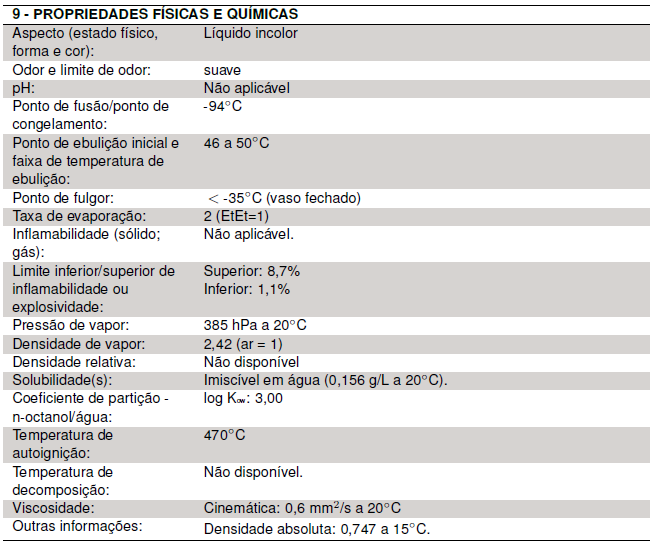 9 - PROPRIEDADES FÍSICAS E QUÍMICAS
Aspecto (estado físico, Líquido incolor
forma e cor):
Odor e limite de odor: suave
pH: Não aplicável
Ponto de fusão/ponto de -94°C
congelamento:
Ponto de ebulição inicial e 46 a 50°C
faixa de temperatura de
ebulição:
Ponto de fulgor: < -35°C (vaso fechado)
Taxa de evaporação: 2 (EtEt=1)
Inflamabilidade (sólido; Não aplicável.
gás):
Limite inferior/superior de Superior: 8,7%
inflamabilidade ou Inferior: 1,1%
explosividade:
Pressão de vapor: 385 hPa a 20°C
Densidade de vapor: 2,42 (ar = 1)
Densidade relativa: Não disponível
Solubilidade(s): Imiscível em água (0,156 g/L a 20°C).
Coeficiente de partição - log Kow: 3,00
n-octanol/água:
Temperatura de 470°C
autoignição:
Temperatura de Não disponível.
decomposição:
Viscosidade: Cinemática: 0,6 mm²/s a 20°C
Outras informações: Densidade absoluta: 0,747 a 15°C.